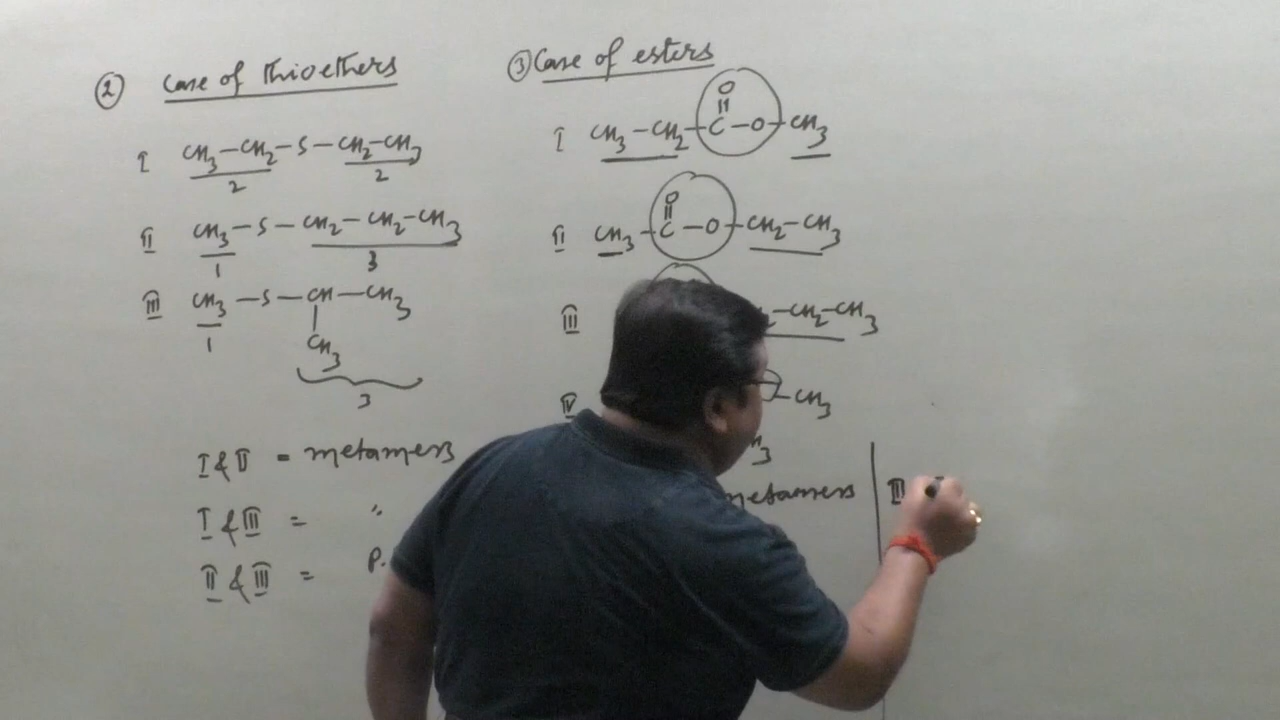 ② Case of thioethers
I CH₃–CH₂–S–CH₂–CH₃
2 2
II CH₃–S–CH₂–CH₂–CH₃
1 3
III CH₃–S–CH–CH₃
1
CH₃
3
I & II = metamers
I & III = "
II & III = P.
③ Case of esters
O
I CH₃–CH₂–C–O–CH₃
O
II CH₃–C–O–CH₂–CH₃
III –CH₂–CH₃
IV –CH₃
metamers
II